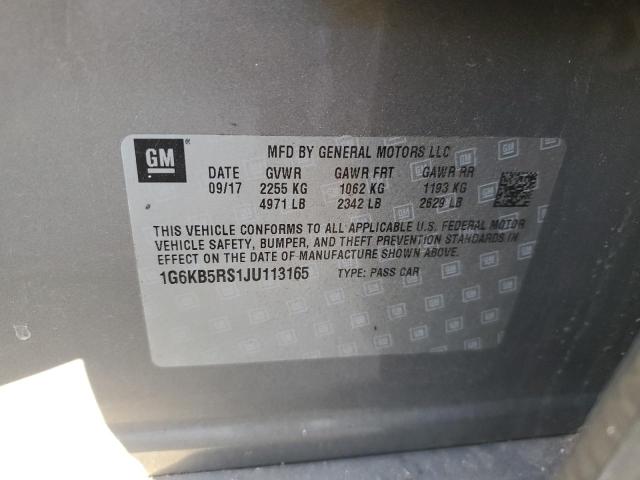 GM ®
MFD BY GENERAL MOTORS LLC
DATE GVWR GAWR FRT GAWR RR
09/17 2255 KG 1062 KG 1193 KG
4971 LB 2342 LB 2629 LB
THIS VEHICLE CONFORMS TO ALL APPLICABLE U.S. FEDERAL MOTOR
VEHICLE SAFETY, BUMPER, AND THEFT PREVENTION STANDARDS IN
EFFECT ON THE DATE OF MANUFACTURE SHOWN ABOVE.
1G6KB5RS1JU113165 TYPE: PASS CAR